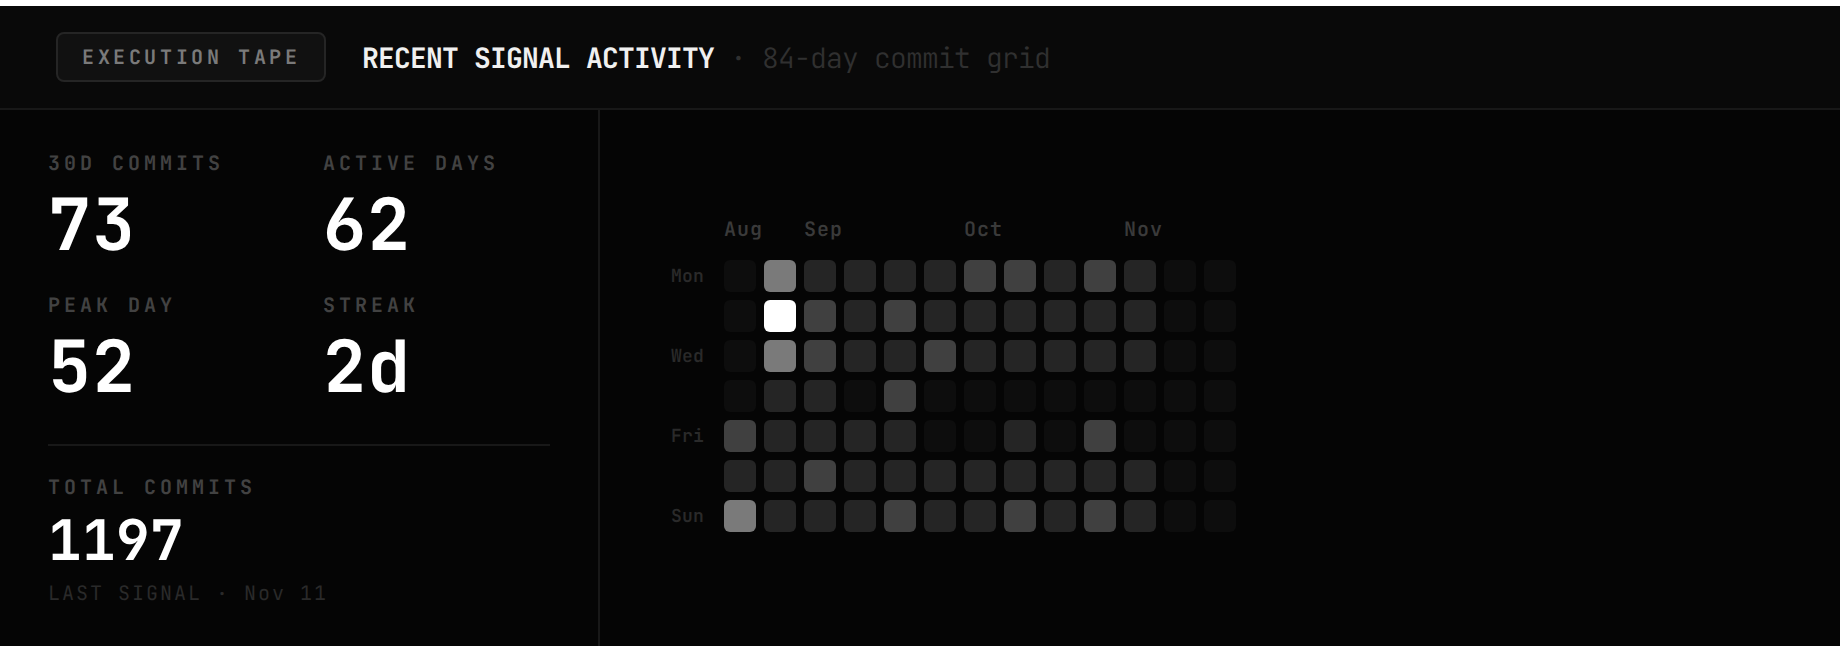 EXECUTION TAPE RECENT SIGNAL ACTIVITY · 84-day commit grid
30D COMMITS ACTIVE DAYS
73 62
PEAK DAY STREAK
52 2d
TOTAL COMMITS
1197
LAST SIGNAL · Nov 11
Aug Sep Oct Nov
Mon
Wed
Fri
Sun